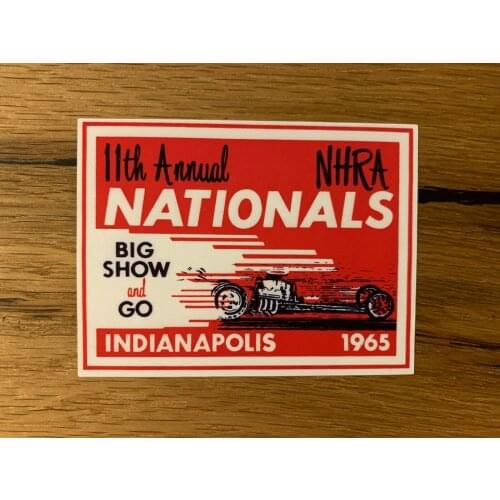 11th Annual NHRA
NATIONALS
BIG
SHOW
and
GO
INDIANAPOLIS 1965